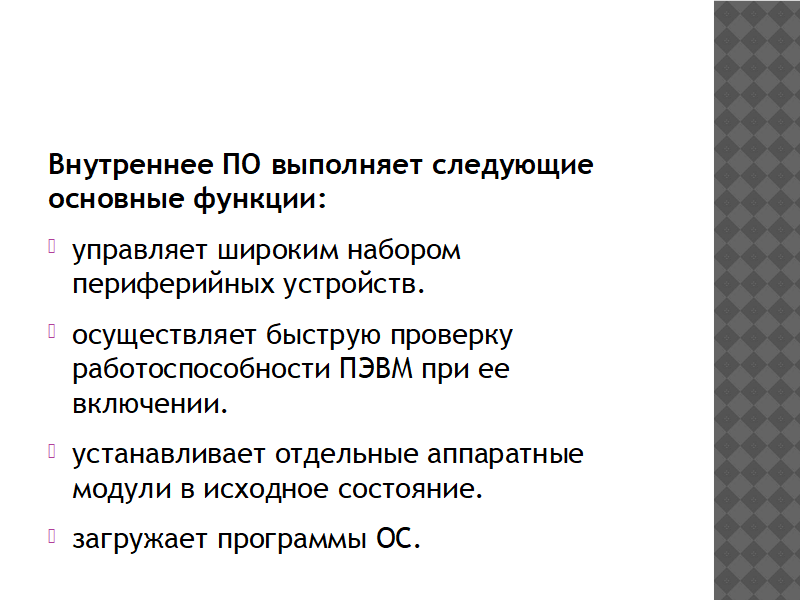 Внутреннее ПО выполняет следующие
основные функции:
управляет широким набором
периферийных устройств.
осуществляет быструю проверку
работоспособности ПЭВМ при ее
включении.
устанавливает отдельные аппаратные
модули в исходное состояние.
загружает программы ОС.